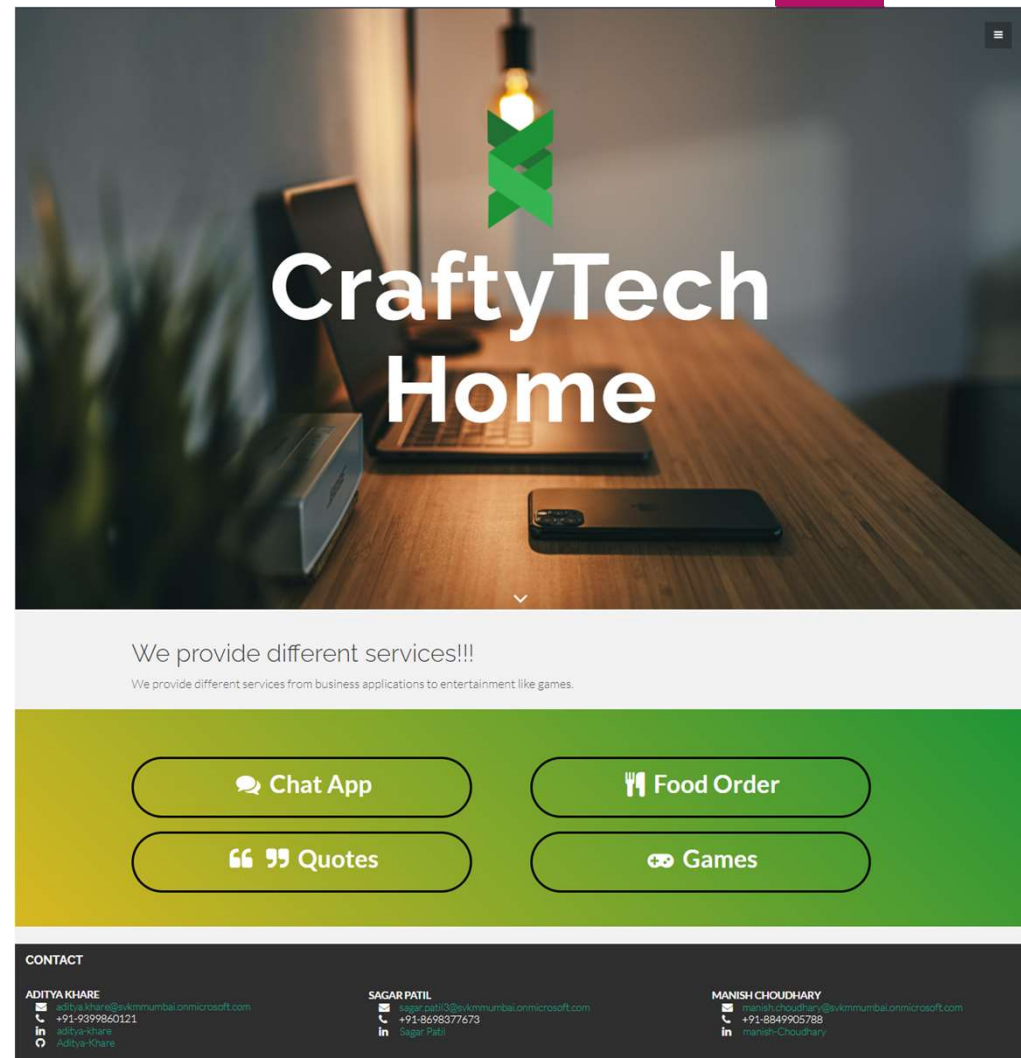 CraftyTech
Home
We provide different services!!!
We provide different services from business applications to entertainment like games.
Chat App
Food Order
Quotes
Games
CONTACT
ADITYA KHARE
aditya.khare@svkmmumbai.onmicrosoft.com
+91-9399860121
aditya-khare
Aditya-Khare
SAGAR PATIL
sagar.patil3@svkmmumbai.onmicrosoft.com
+91-8698377673
Sagar Patil
MANISH CHOUDHARY
manish.choudhary@svkmmumbai.onmicrosoft.com
+91-8849905788
manish-Choudhary